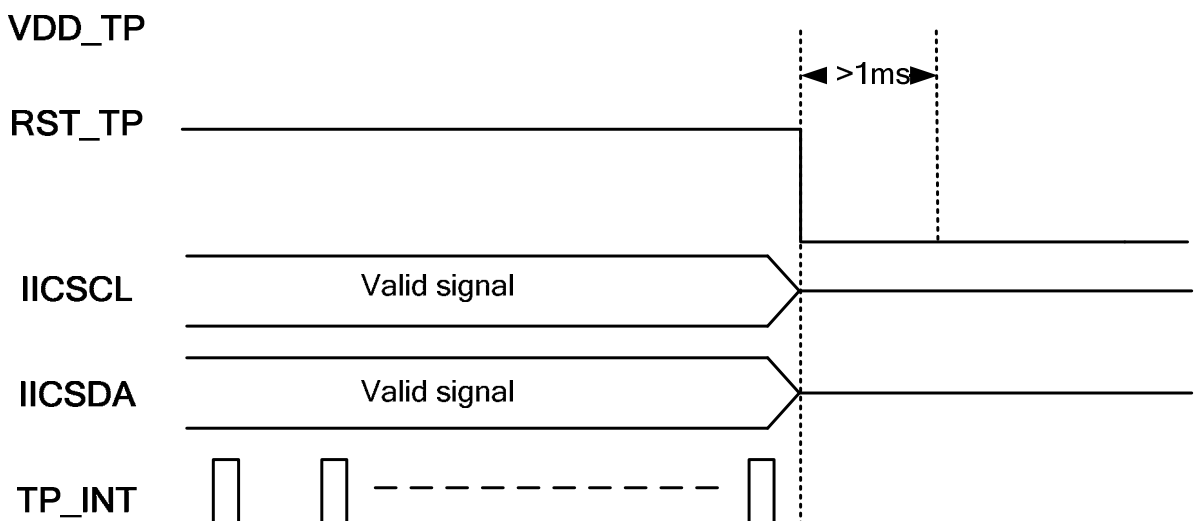 VDD_TP
>1ms
RST_TP
IICSCL
Valid signal
IICSDA
Valid signal
TP_INT